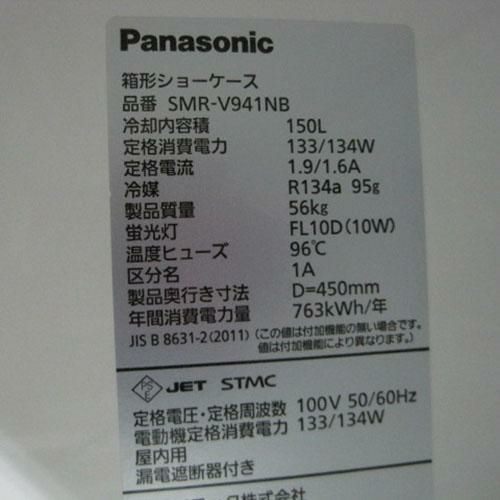 Panasonic
箱形ショーケース
品番 SMR-V941NB
冷却内容積 150L
定格消費電力 133/134W
定格電流 1.9/1.6A
冷媒 R134a 95g
製品質量 56kg
蛍光灯 FL10D(10W)
温度ヒューズ 96℃
区分名 1A
製品奥行き寸法 D=450mm
年間消費電力量 763kWh/年
JIS B 8631-2(2011) (この値は付加機能の無い場合です。
値は付加機能により異なります。)
PSE JET STMC
定格電圧・定格周波数 100V 50/60Hz
電動機定格消費電力 133/134W
屋内用
漏電遮断器付き
株式会社